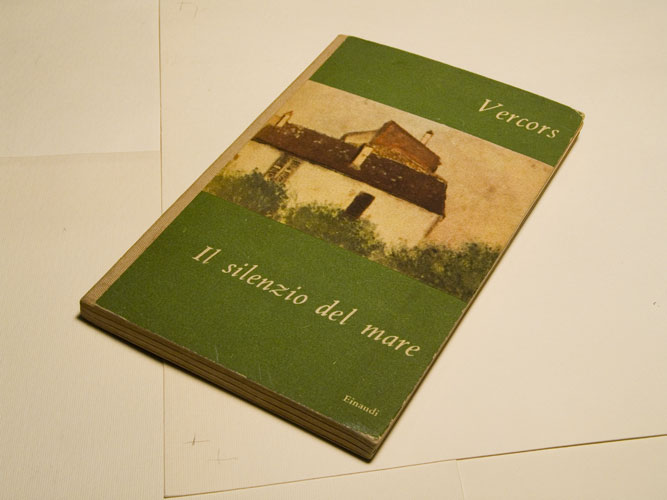 Vercors
Il silenzio del mare
Einaudi